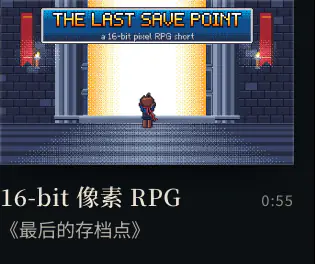 THE LAST SAVE POINT
a 16-bit pixel RPG short
16-bit 像素 RPG
0:55
《最后的存档点》